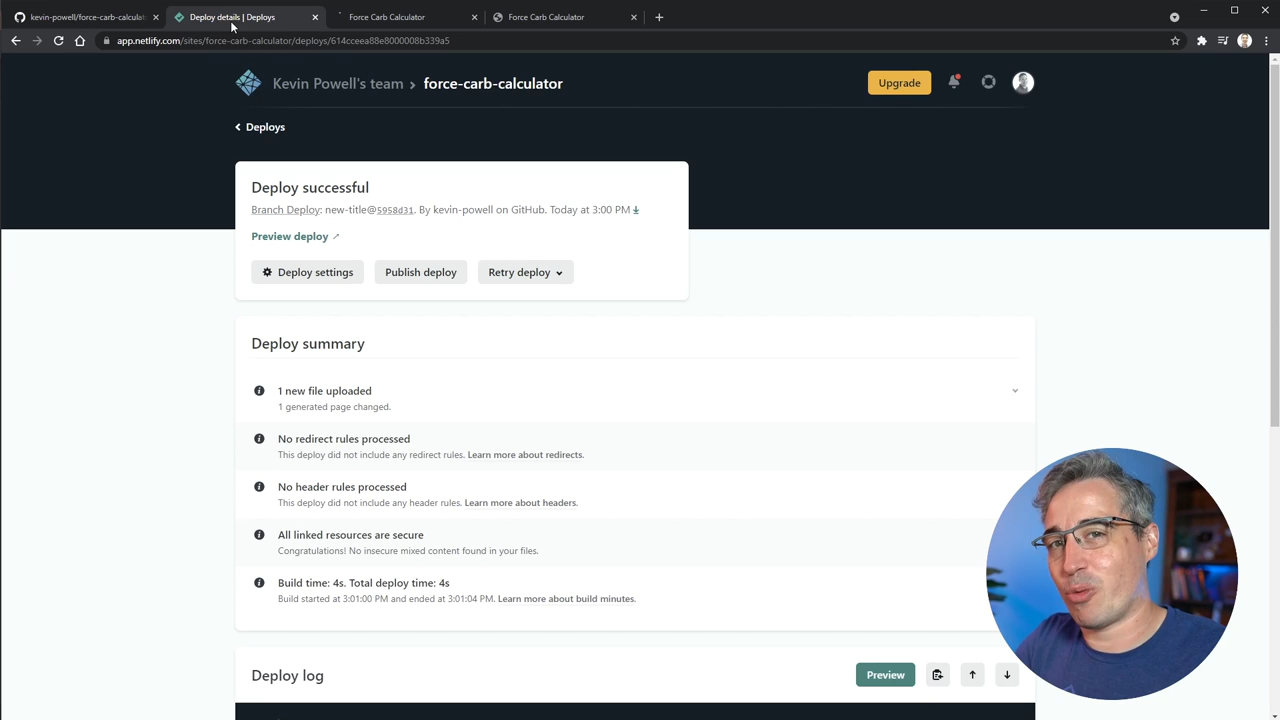 kevin-powell/force-carb-calculat
Deploy details | Deploys
Force Carb Calculator
Force Carb Calculator
app.netlify.com/sites/force-carb-calculator/deploys/614cceea88e8000008b339a5
Kevin Powell's team > force-carb-calculator
Upgrade
Deploys
Deploy successful
Branch Deploy: new-title@5958d31. By kevin-powell on GitHub. Today at 3:00 PM
Preview deploy
Deploy settings
Publish deploy
Retry deploy
Deploy summary
1 new file uploaded
1 generated page changed.
No redirect rules processed
This deploy did not include any redirect rules. Learn more about redirects.
No header rules processed
This deploy did not include any header rules. Learn more about headers.
All linked resources are secure
Congratulations! No insecure mixed content found in your files.
Build time: 4s. Total deploy time: 4s
Build started at 3:01:00 PM and ended at 3:01:04 PM. Learn more about build minutes.
Deploy log
Preview